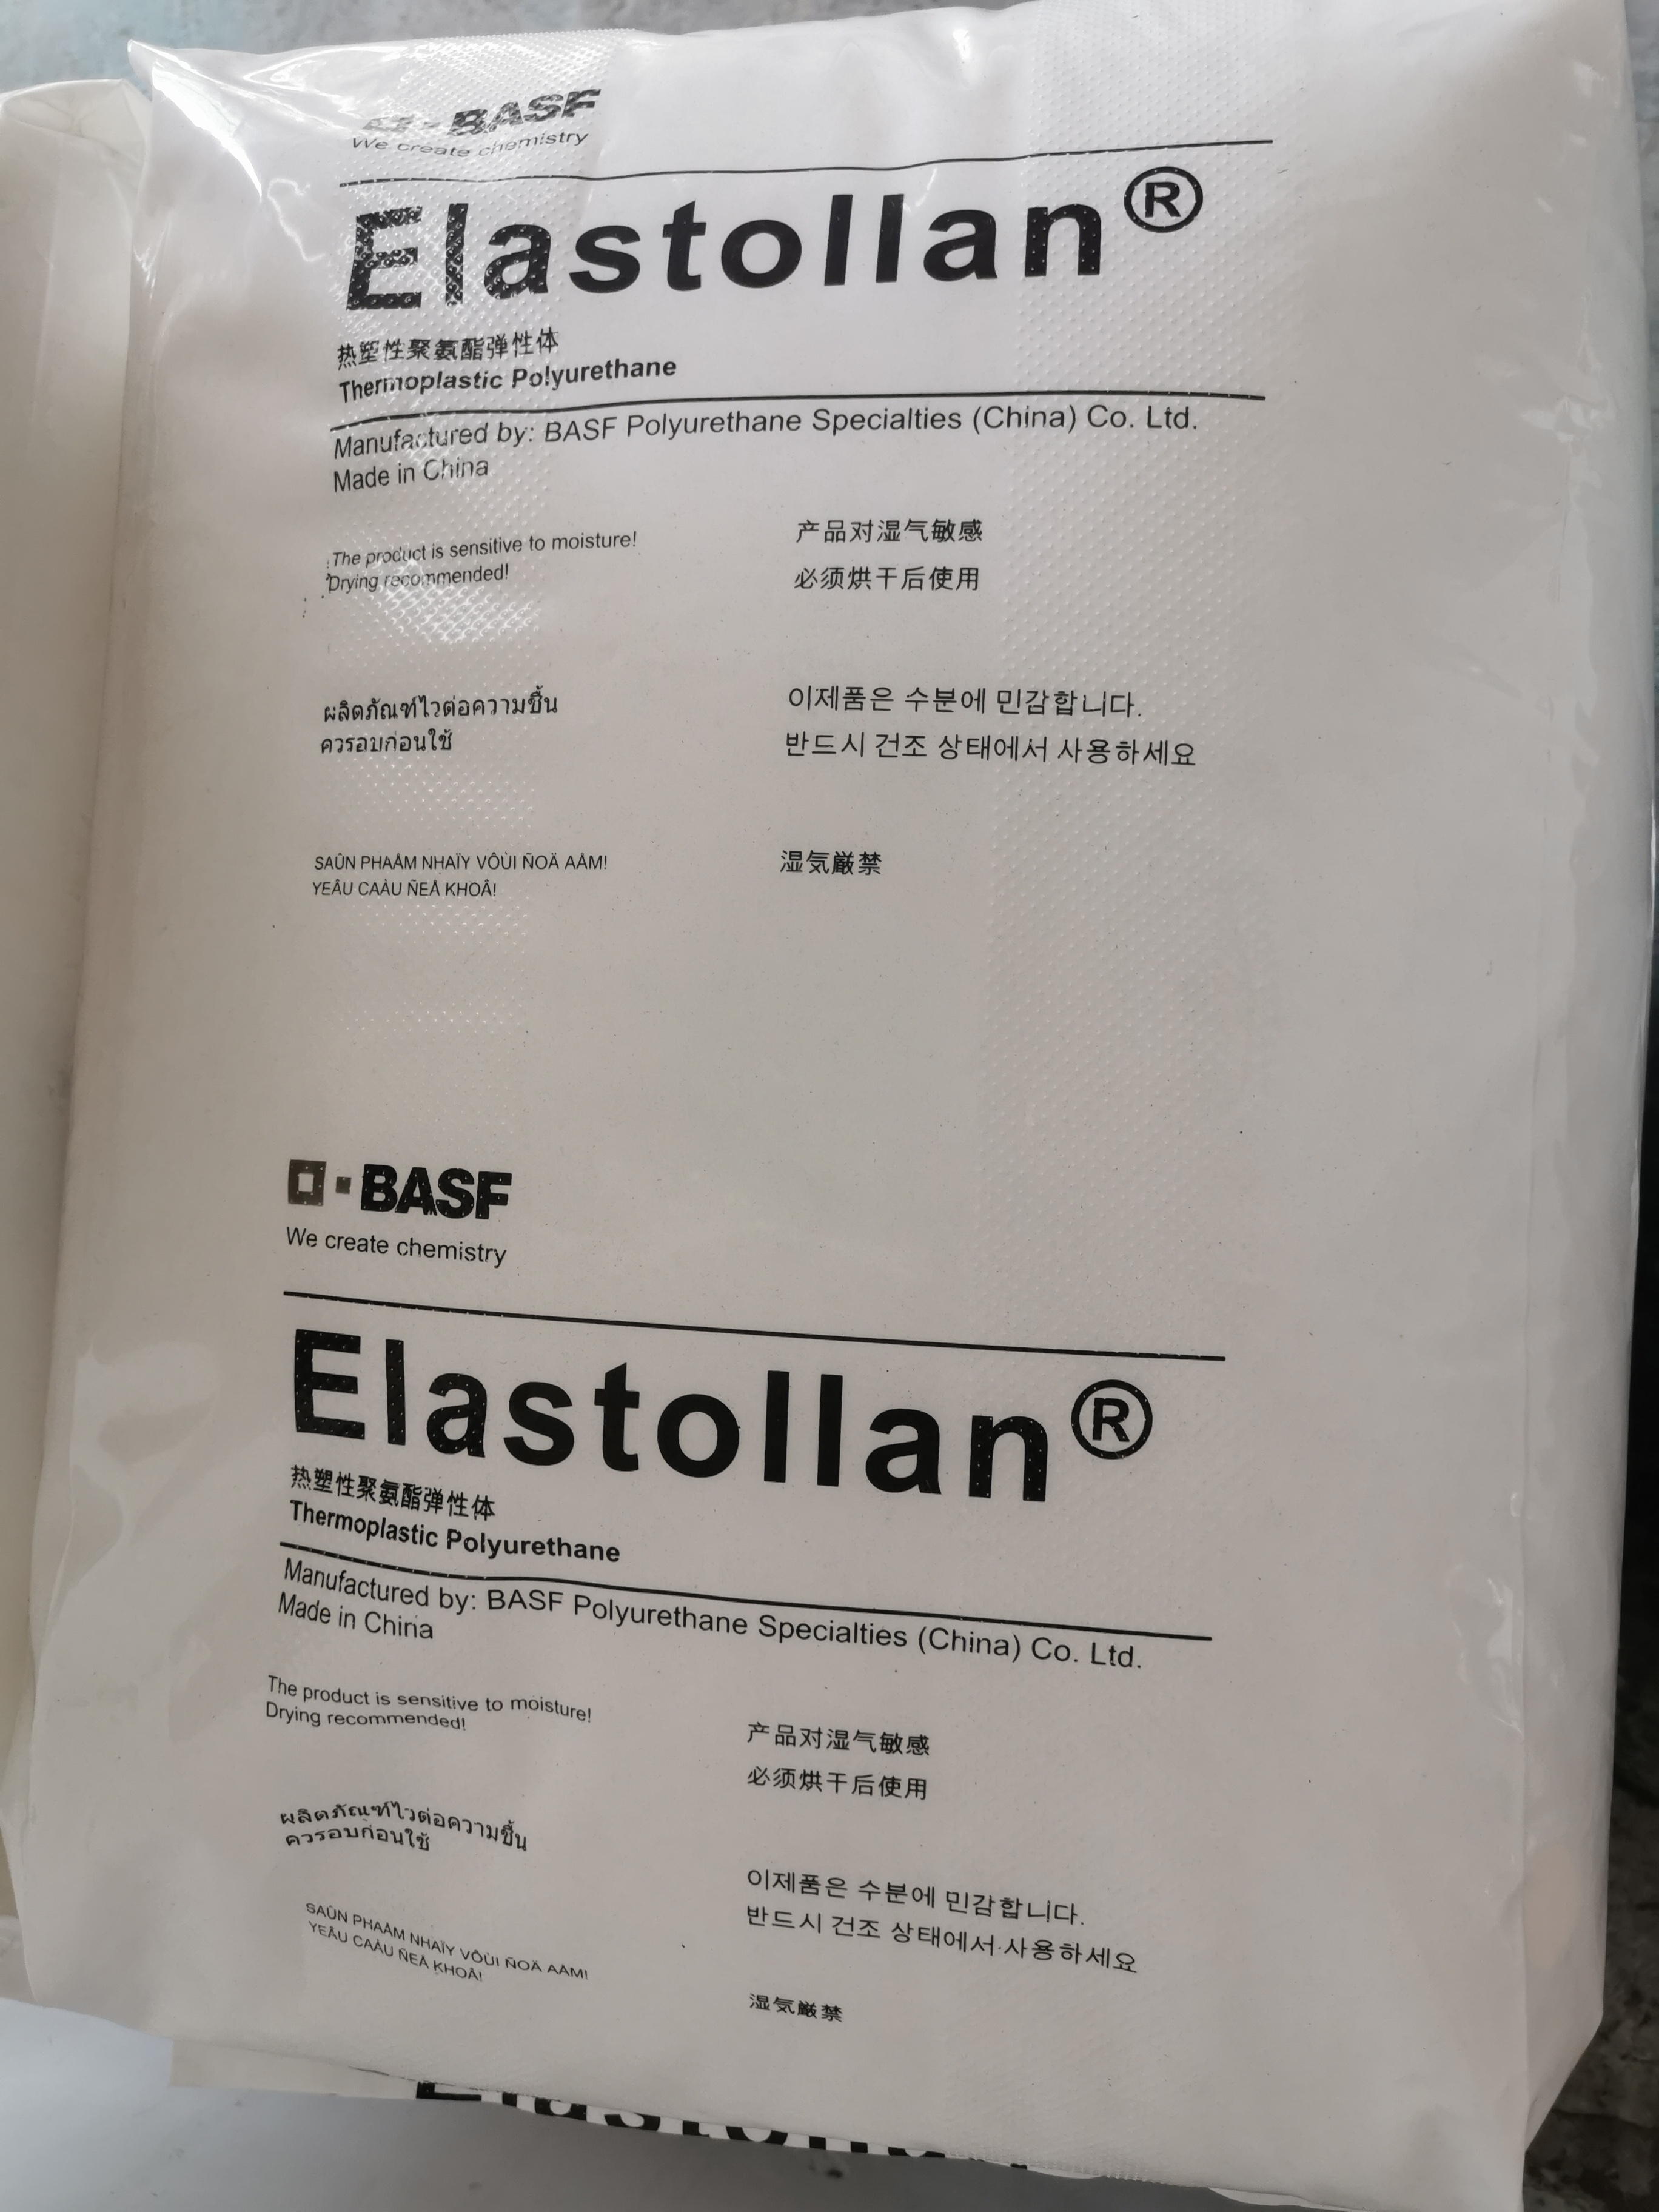 BASF
We create chemistry
Elastollan®
热塑性聚氨酯弹性体
Thermoplastic Polyurethane
Manufactured by: BASF Polyurethane Specialties (China) Co. Ltd.
Made in China
The product is sensitive to moisture!
Drying recommended!
产品对湿气敏感
必须烘干后使用
ผลิตภัณฑ์ไวต่อความชื้น
ควรอบก่อนใช้
이제품은 수분에 민감합니다.
반드시 건조 상태에서 사용하세요
SAÛN PHAÅM NHAÏY VÔÙI ÑOÄ AÅM!
YEÂU CAÀU ÑEÅ KHOÂ!
湿気厳禁
BASF
We create chemistry
Elastollan®
热塑性聚氨酯弹性体
Thermoplastic Polyurethane
Manufactured by: BASF Polyurethane Specialties (China) Co. Ltd.
Made in China
The product is sensitive to moisture!
Drying recommended!
产品对湿气敏感
必须烘干后使用
ผลิตภัณฑ์ไวต่อความชื้น
ควรอบก่อนใช้
이제품은 수분에 민감합니다.
반드시 건조 상태에서 사용하세요
SAÛN PHAÅM NHAÏY VÔÙI ÑOÄ AÅM!
YEÂU CAÀU ÑEÅ KHOÂ!
湿気厳禁
Elastollan